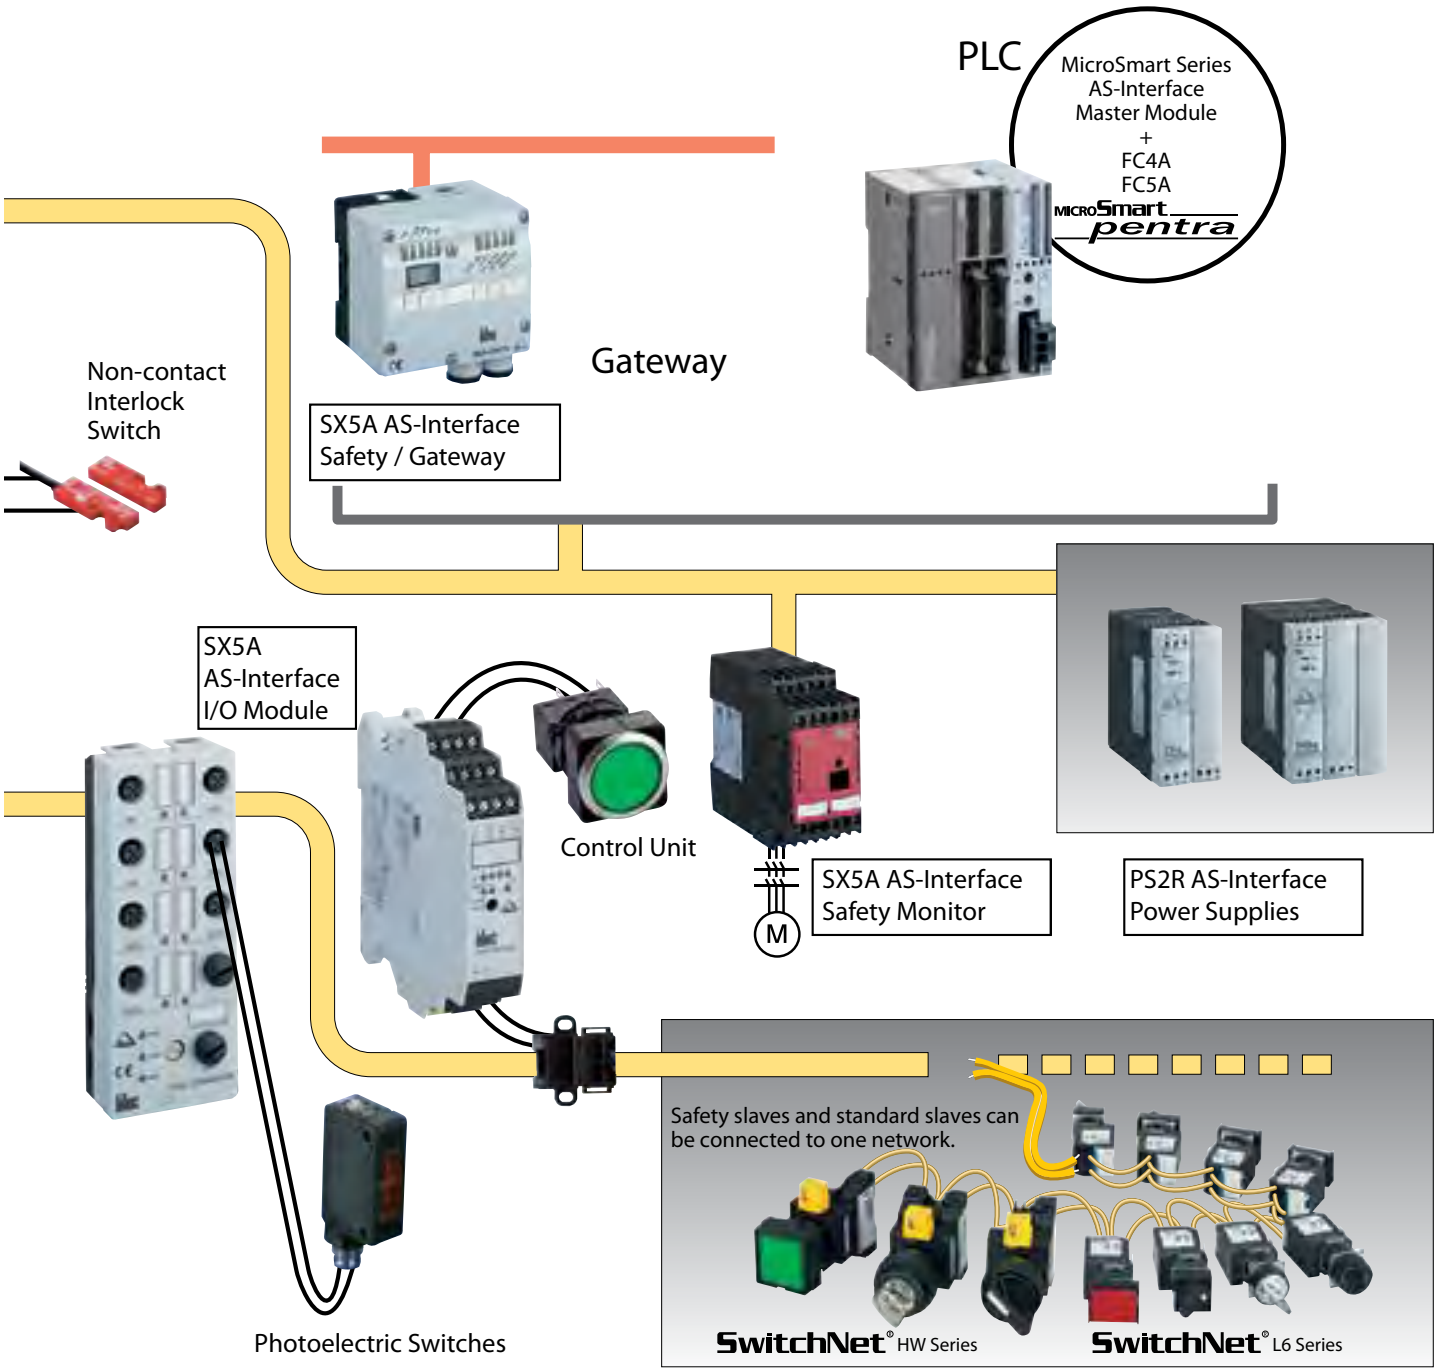 PLC
MicroSmart Series
AS-Interface
Master Module
+
FC4A
FC5A
MICROSmart
pentra
Gateway
Non-contact
Interlock
Switch
SX5A AS-Interface
Safety / Gateway
SX5A
AS-Interface
I/O Module
Control Unit
SX5A AS-Interface
Safety Monitor
M
PS2R AS-Interface
Power Supplies
Safety slaves and standard slaves can
be connected to one network.
Photoelectric Switches
SwitchNet® HW Series
SwitchNet® L6 Series